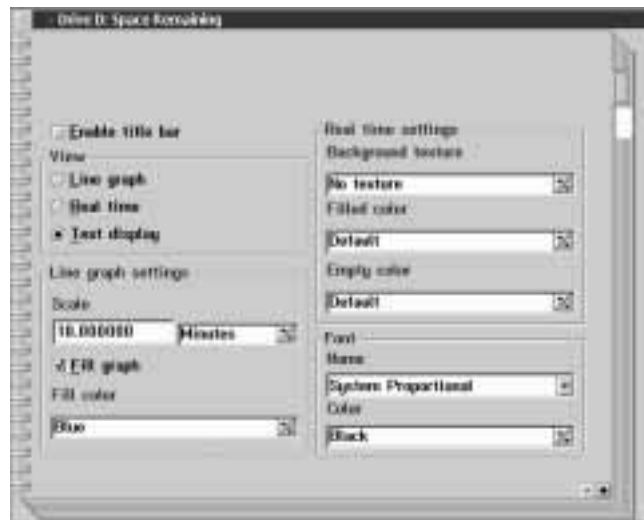 Drive D: Space Remaining
Enable title bar
View
Line graph
Real time
Text display
Line graph settings
Scale
10.000000 Minutes
Fill graph
Fill color
Blue
Real time settings
Background texture
No texture
Filled color
Default
Empty color
Default
Font
Name
System Proportional
Color
Black